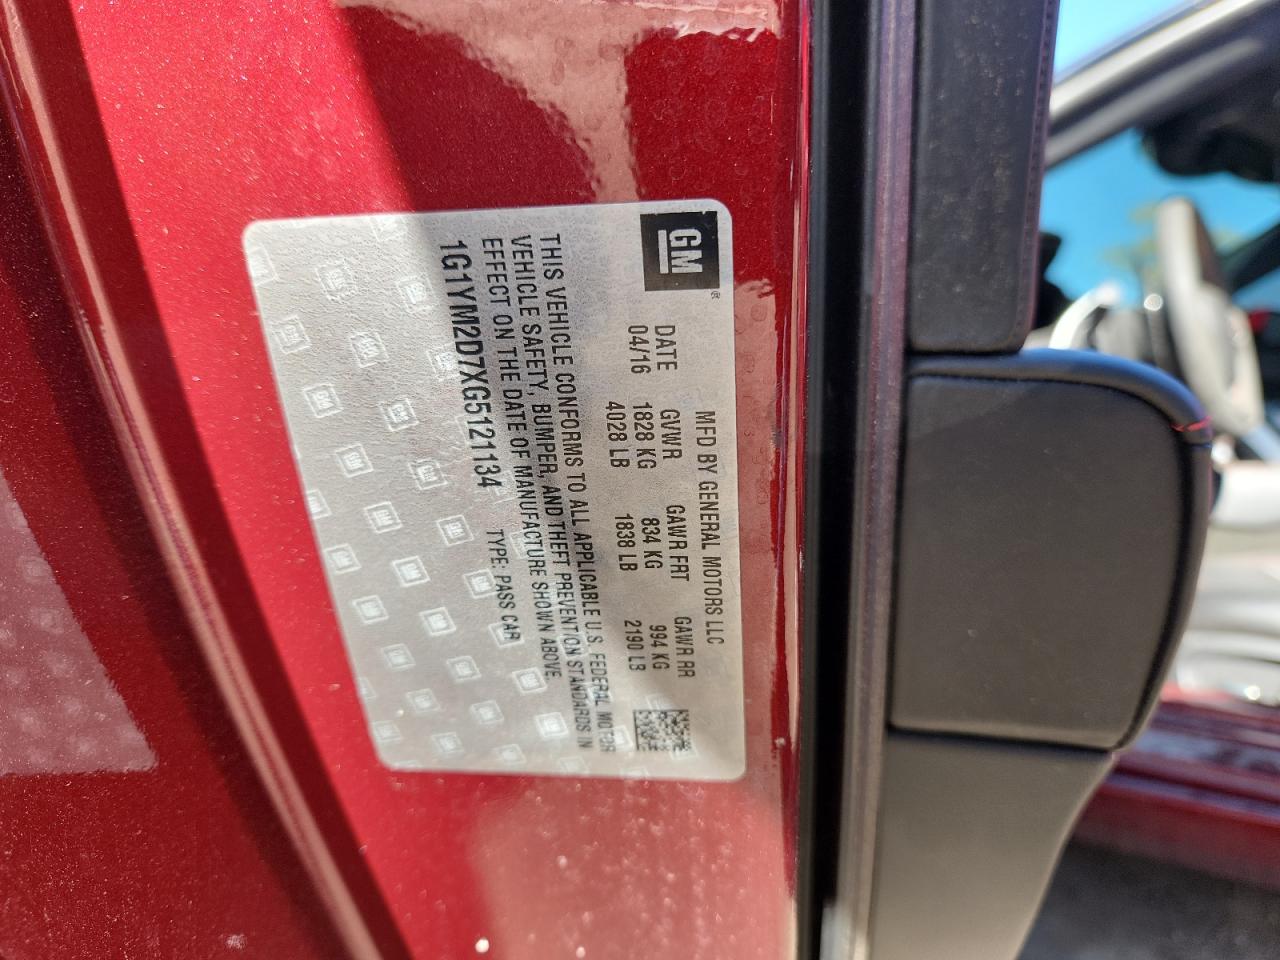 GM®
MFD BY GENERAL MOTORS LLC
DATE GVWR GAWR FRT GAWR RR
04/16 1828 KG 834 KG 994 KG
4028 LB 1838 LB 2190 LB
THIS VEHICLE CONFORMS TO ALL APPLICABLE U.S. FEDERAL MOTOR
VEHICLE SAFETY, BUMPER, AND THEFT PREVENTION STANDARDS IN
EFFECT ON THE DATE OF MANUFACTURE SHOWN ABOVE.
1G1YM2D7XG5121134 TYPE: PASS CAR